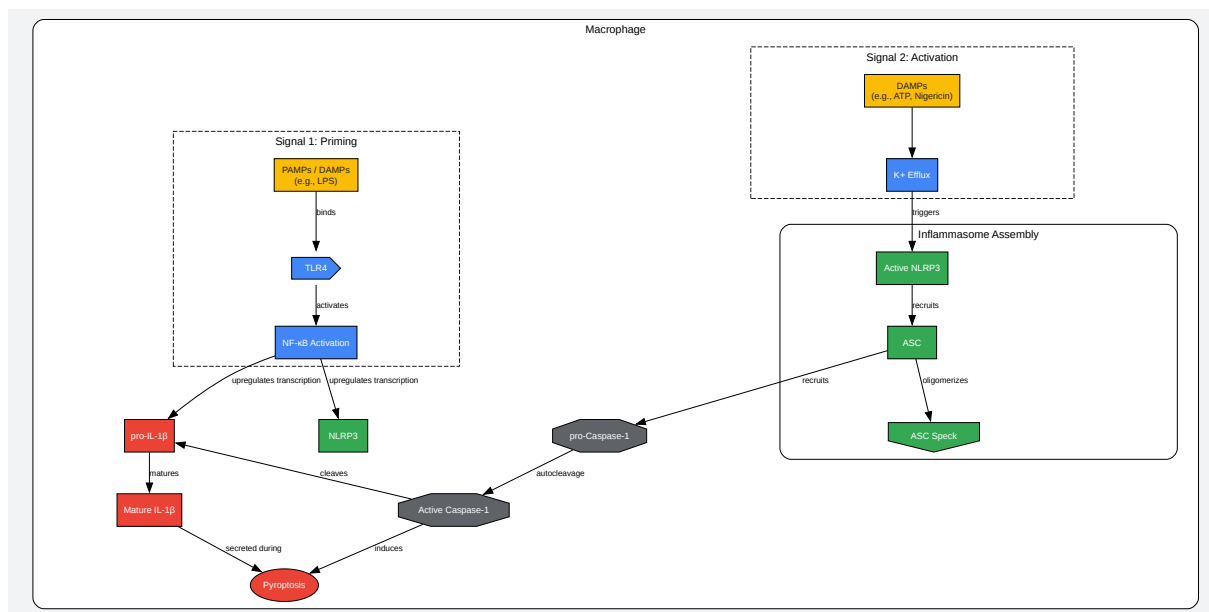 Macrophage
Signal 2: Activation
DAMPs
(e.g., ATP, Nigericin)
K+ Efflux
triggers
Signal 1: Priming
PAMPs / DAMPs
(e.g., LPS)
binds
TLR4
activates
NF-κB Activation
upregulates transcription
upregulates transcription
Inflammasome Assembly
Active NLRP3
recruits
ASC
recruits
oligomerizes
pro-IL-1β
NLRP3
pro-Caspase-1
ASC Speck
matures
cleaves
autocleavage
Mature IL-1β
Active Caspase-1
secreted during
induces
Pyroptosis